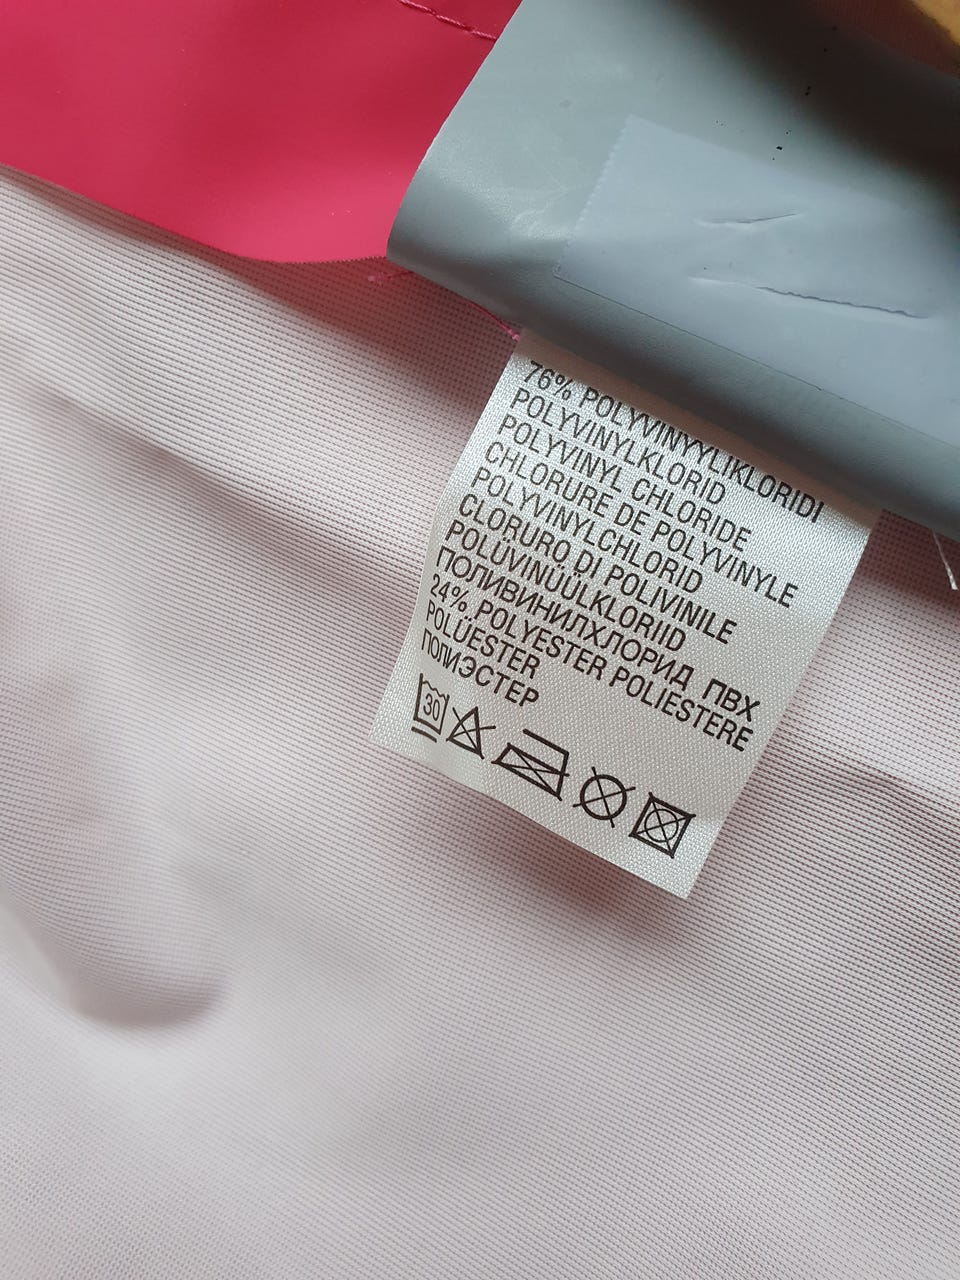 76% POLYVINYYLIKLORIDI
POLYVINYLKLORID
POLYVINYL CHLORIDE
CHLORURE DE POLYVINYLE
POLYVINYLCHLORID
CLORURO DI POLIVINILE
POLÜVINÜÜLKLORIID
ПОЛИВИНИЛХЛОРИД ПВХ
24% POLYESTER POLIESTERE
POLÜESTER
ПОЛИЭСТЕР
30